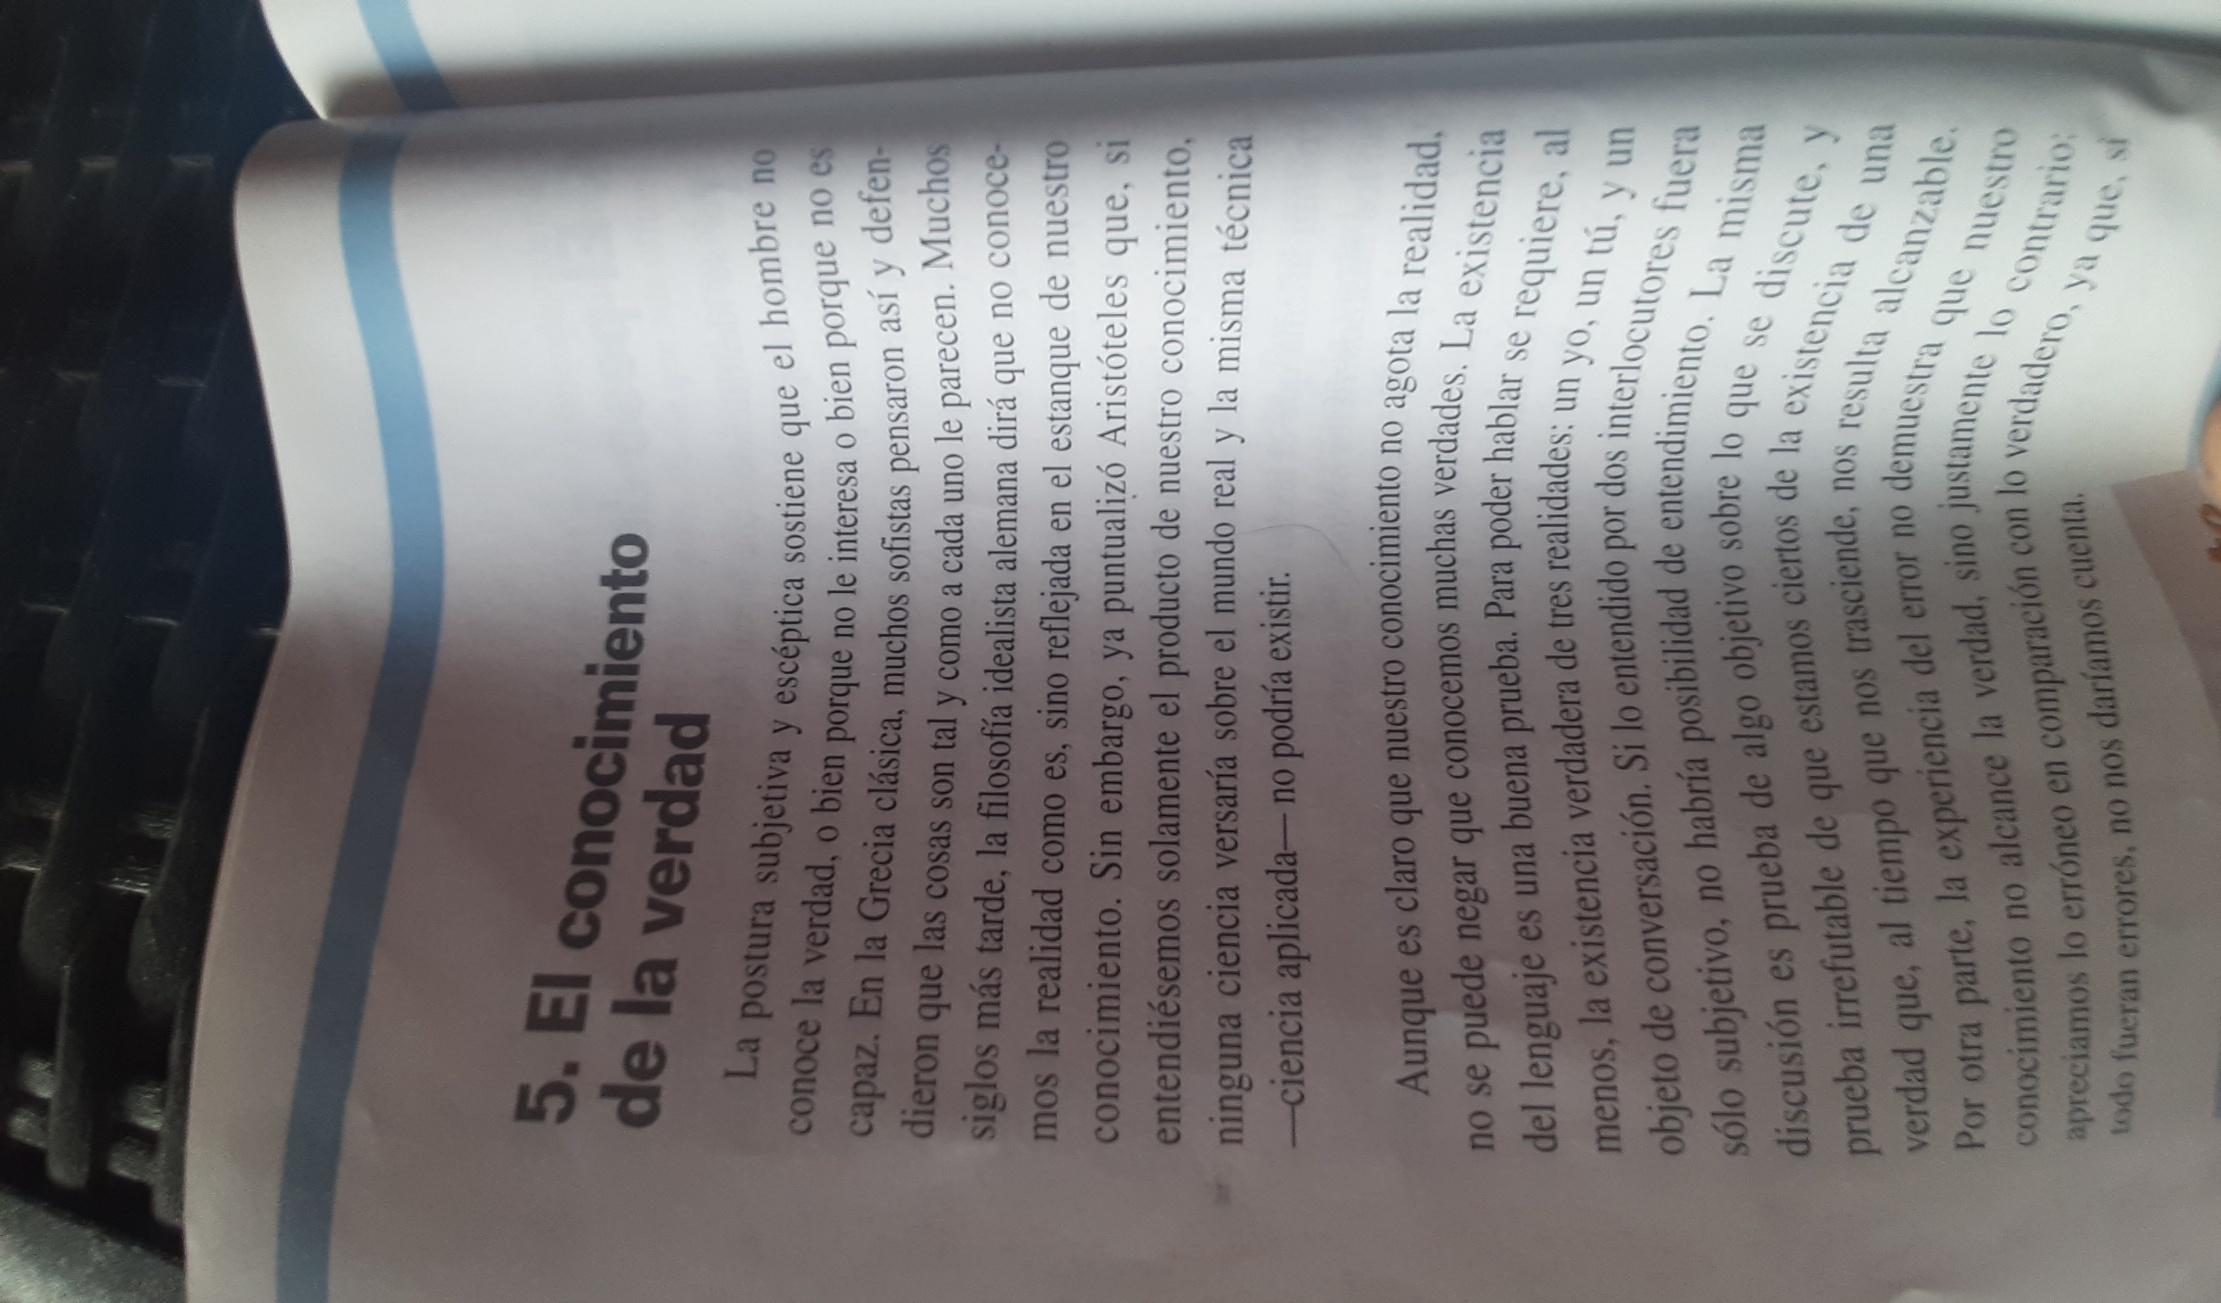 5. El conocimiento
de la verdad
La postura subjetiva y escéptica sostiene que el hombre no
conoce la verdad, o bien porque no le interesa o bien porque no es
capaz. En la Grecia clásica, muchos sofistas pensaron así y defen-
dieron que las cosas son tal y como a cada uno le parecen. Muchos
siglos más tarde, la filosofía idealista alemana dirá que no conoce-
mos la realidad como es, sino reflejada en el estanque de nuestro
conocimiento. Sin embargo, ya puntualizó Aristóteles que, si
entendiésemos solamente el producto de nuestro conocimiento,
ninguna ciencia versaría sobre el mundo real y la misma técnica
—ciencia aplicada— no podría existir.
Aunque es claro que nuestro conocimiento no agota la realidad,
no se puede negar que conocemos muchas verdades. La existencia
del lenguaje es una buena prueba. Para poder hablar se requiere, al
menos, la existencia verdadera de tres realidades: un yo, un tú, y un
objeto de conversación. Si lo entendido por dos interlocutores fuera
sólo subjetivo, no habría posibilidad de entendimiento. La misma
discusión es prueba de algo objetivo sobre lo que se discute, y
prueba irrefutable de que estamos ciertos de la existencia de una
verdad que, al tiempo que nos trasciende, nos resulta alcanzable.
Por otra parte, la experiencia del error no demuestra que nuestro
conocimiento no alcance la verdad, sino justamente lo contrario:
apreciamos lo erróneo en comparación con lo verdadero, ya que, si
todo fueran errores, no nos daríamos cuenta.